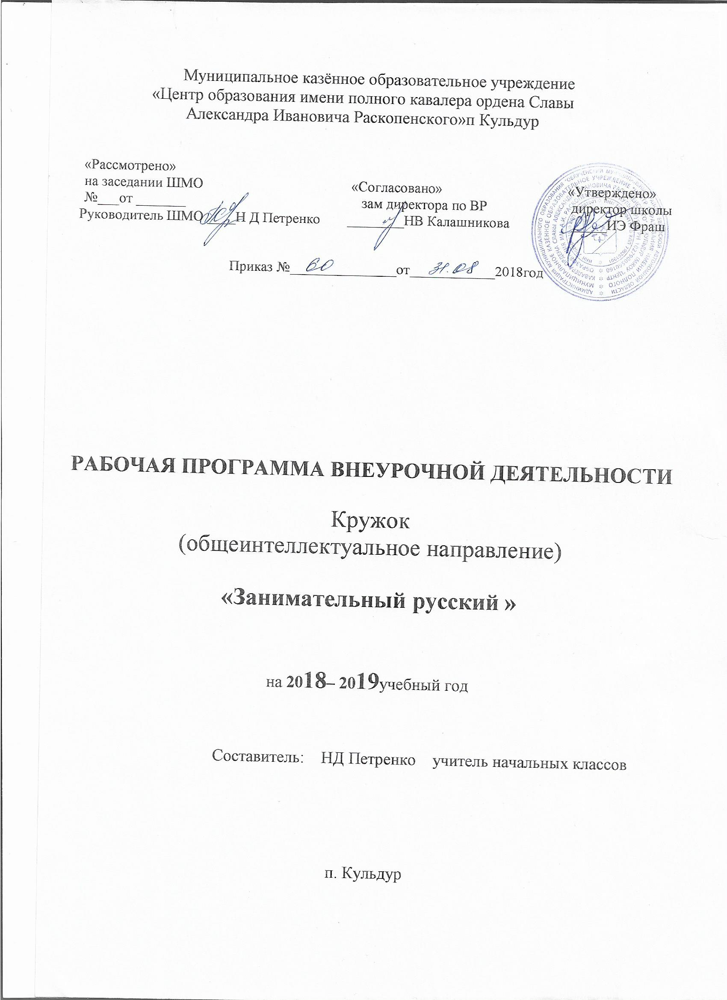 Муниципальное казённое образовательное учреждение
«Центр образования имени полного кавалера ордена Славы
Александра Ивановича Раскопенского»п Кульдур
«Рассмотрено»
на заседании ШМО
№___от _______
Руководитель ШМО____Н Д Петренко
«Согласовано»
зам директора по ВР
________НВ Калашникова
«Утверждено»
директор школы
_____ИЭ Фраш
Приказ №_60_от_31.08_2018год
РАБОЧАЯ ПРОГРАММА ВНЕУРОЧНОЙ ДЕЯТЕЛЬНОСТИ
Кружок
(общеинтеллектуальное направление)
«Занимательный русский »
на 2018– 2019учебный год
Составитель: НД Петренко учитель начальных классов
п. Кульдур